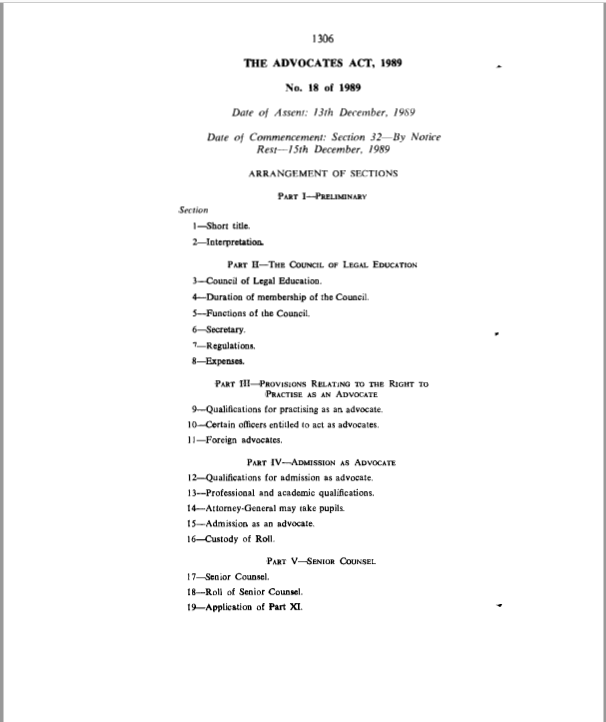 1306
THE ADVOCATES ACT, 1989
No. 18 of 1989
Date of Assent: 13th December, 1989
Date of Commencement: Section 32—By Notice
Rest—15th December, 1989
ARRANGEMENT OF SECTIONS
PART I—PRELIMINARY
Section
1—Short title.
2—Interpretation.
PART II—THE COUNCIL OF LEGAL EDUCATION
3—Council of Legal Education.
4—Duration of membership of the Council.
5—Functions of the Council.
6—Secretary.
7—Regulations.
8—Expenses.
PART III—PROVISIONS RELATING TO THE RIGHT TO
PRACTISE AS AN ADVOCATE
9—Qualifications for practising as an advocate.
10—Certain officers entitled to act as advocates.
11—Foreign advocates.
PART IV—ADMISSION AS ADVOCATE
12—Qualifications for admission as advocate.
13—Professional and academic qualifications.
14—Attorney-General may take pupils.
15—Admission as an advocate.
16—Custody of Roll.
PART V—SENIOR COUNSEL
17—Senior Counsel.
18—Roll of Senior Counsel.
19—Application of Part XI.